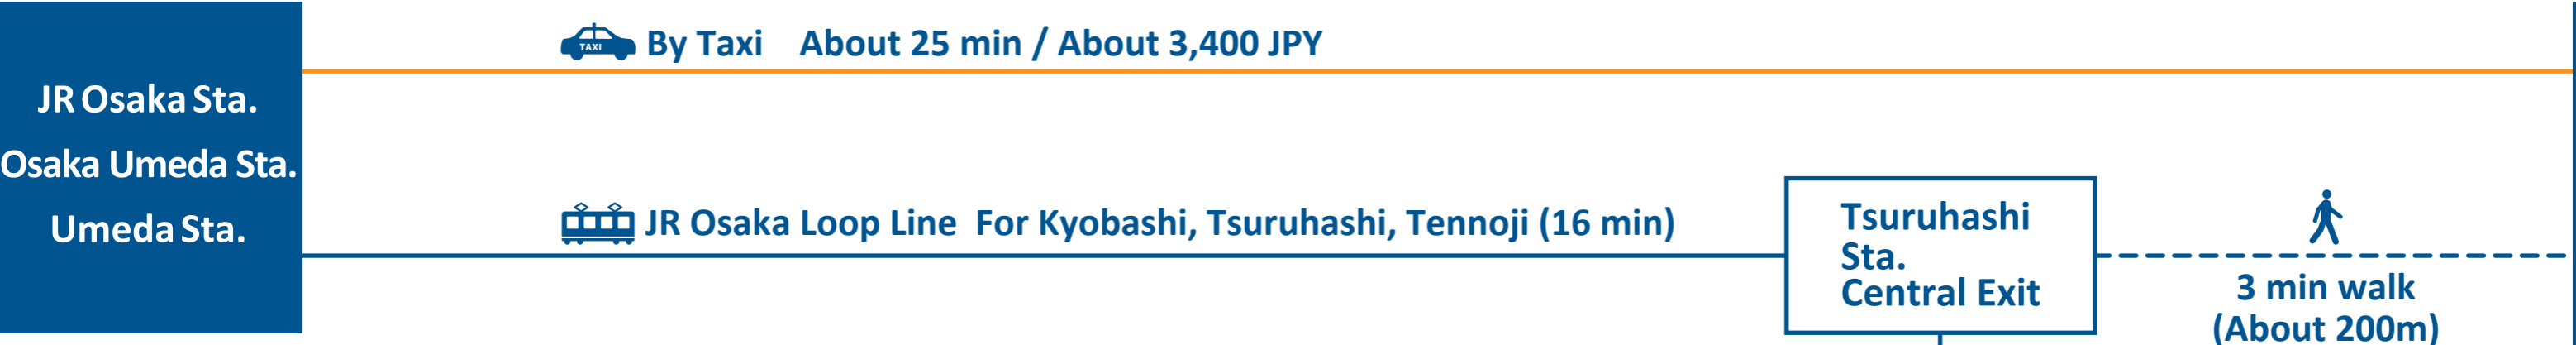 JR Osaka Sta.
Osaka Umeda Sta.
Umeda Sta.
TAXI
By Taxi About 25 min / About 3,400 JPY
JR Osaka Loop Line For Kyobashi, Tsuruhashi, Tennoji (16 min)
Tsuruhashi
Sta.
Central Exit
3 min walk
(About 200m)